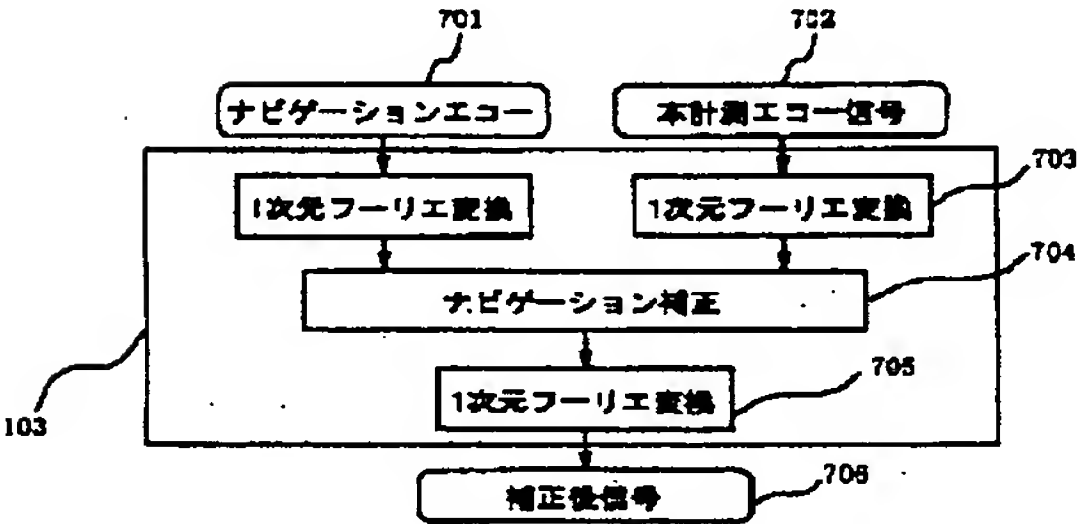 701
702
ナビゲーションエコー
本計測エコー信号
703
1次元フーリエ変換
1次元フーリエ変換
704
ナビゲーション補正
705
1次元フーリエ変換
103
706
補正後信号